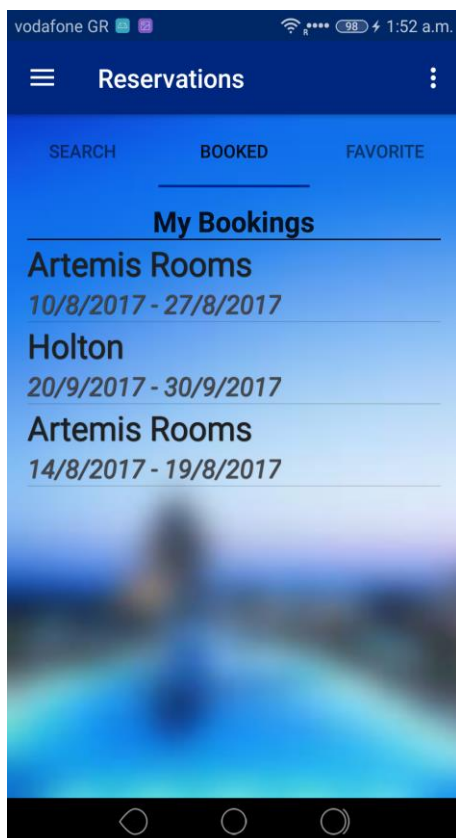 vodafone GR R 98 1:52 a.m.
Reservations
SEARCH BOOKED FAVORITE
My Bookings
Artemis Rooms
10/8/2017 - 27/8/2017
Holton
20/9/2017 - 30/9/2017
Artemis Rooms
14/8/2017 - 19/8/2017